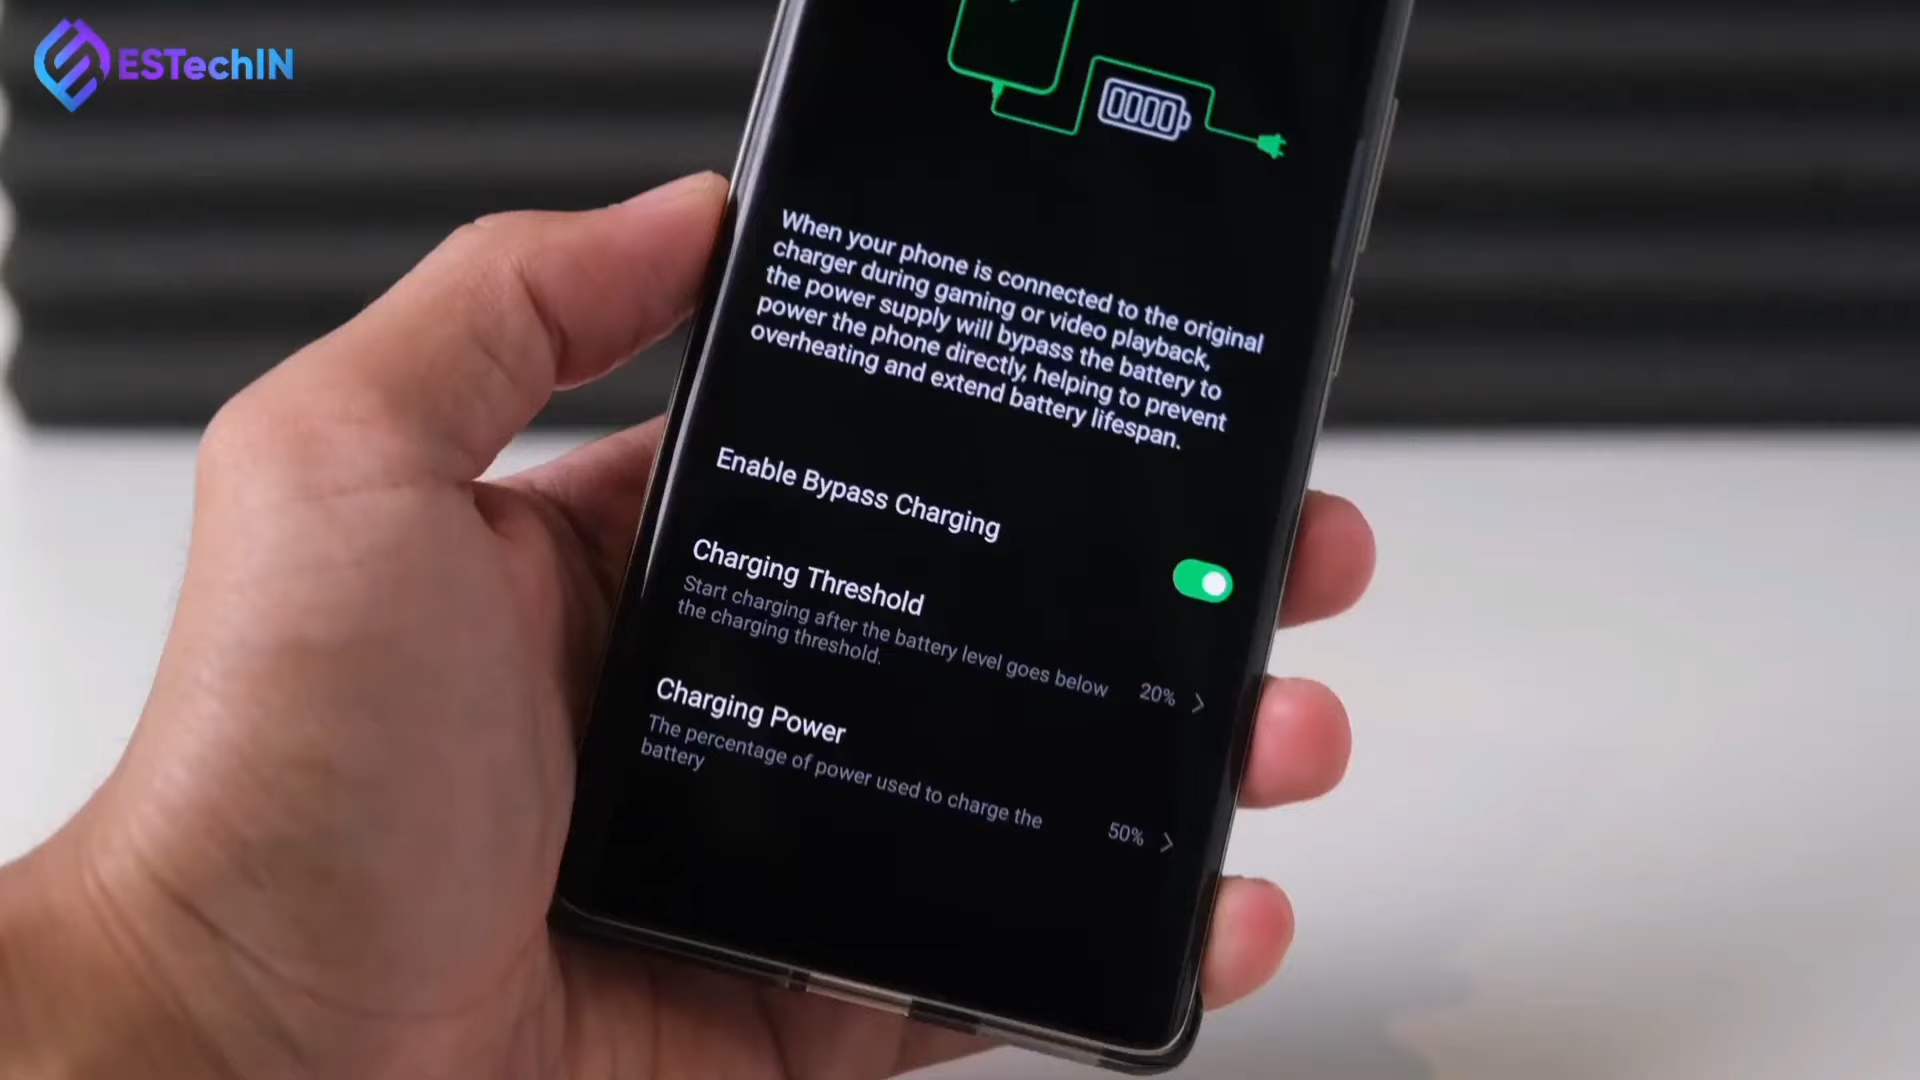 ESTechIN
When your phone is connected to the original
charger during gaming or video playback,
the power supply will bypass the battery to
power the phone directly, helping to prevent
overheating and extend battery lifespan.
Enable Bypass Charging
Charging Threshold
Start charging after the battery level goes below
the charging threshold.
20%
Charging Power
The percentage of power used to charge the
battery
50%